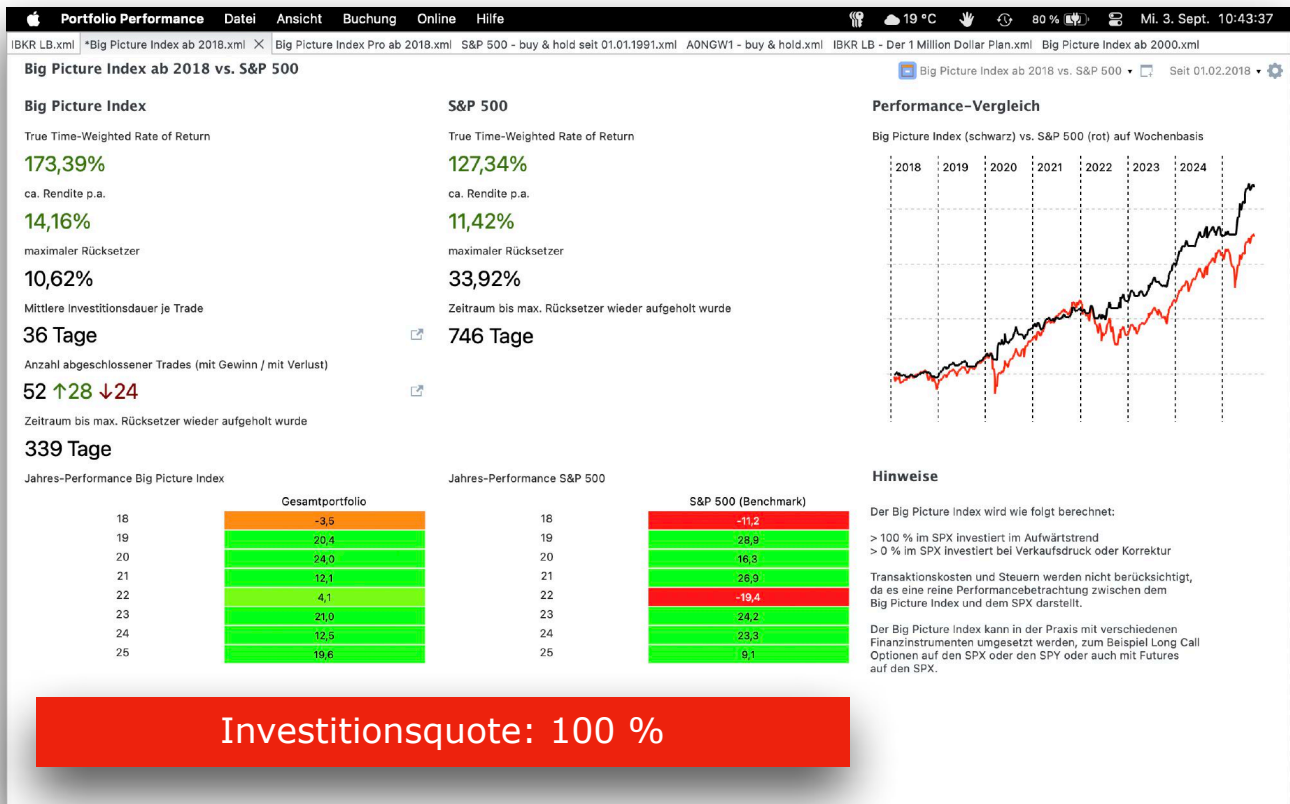 Portfolio Performance Datei Ansicht Buchung Online Hilfe 19 °C 80 % Mi. 3. Sept. 10:43:37
IBKR LB.xml *Big Picture Index ab 2018.xml Big Picture Index Pro ab 2018.xml S&P 500 - buy & hold seit 01.01.1991.xml A0NGW1 - buy & hold.xml IBKR LB - Der 1 Million Dollar Plan.xml Big Picture Index ab 2000.xml
Big Picture Index ab 2018 vs. S&P 500
Big Picture Index ab 2018 vs. S&P 500 Seit 01.02.2018
Big Picture Index
True Time-Weighted Rate of Return
173,39%
ca. Rendite p.a.
14,16%
maximaler Rücksetzer
10,62%
Mittlere Investitionsdauer je Trade
36 Tage
Anzahl abgeschlossener Trades (mit Gewinn / mit Verlust)
52 ↑28 ↓24
Zeitraum bis max. Rücksetzer wieder aufgeholt wurde
339 Tage
Jahres-Performance Big Picture Index
Gesamtportfolio
18 -3,5
19 20,4
20 24,0
21 12,1
22 4,1
23 21,0
24 12,5
25 19,6
S&P 500
True Time-Weighted Rate of Return
127,34%
ca. Rendite p.a.
11,42%
maximaler Rücksetzer
33,92%
Zeitraum bis max. Rücksetzer wieder aufgeholt wurde
746 Tage
Jahres-Performance S&P 500
S&P 500 (Benchmark)
18 -11,2
19 28,9
20 16,3
21 26,9
22 -19,4
23 24,2
24 23,3
25 9,1
Performance-Vergleich
Big Picture Index (schwarz) vs. S&P 500 (rot) auf Wochenbasis
2018 2019 2020 2021 2022 2023 2024
Hinweise
Der Big Picture Index wird wie folgt berechnet:
> 100 % im SPX investiert im Aufwärtstrend
> 0 % im SPX investiert bei Verkaufsdruck oder Korrektur
Transaktionskosten und Steuern werden nicht berücksichtigt,
da es eine reine Performancebetrachtung zwischen dem
Big Picture Index und dem SPX darstellt.
Der Big Picture Index kann in der Praxis mit verschiedenen
Finanzinstrumenten umgesetzt werden, zum Beispiel Long Call
Optionen auf den SPX oder den SPY oder auch mit Futures
auf den SPX.
Investitionsquote: 100 %